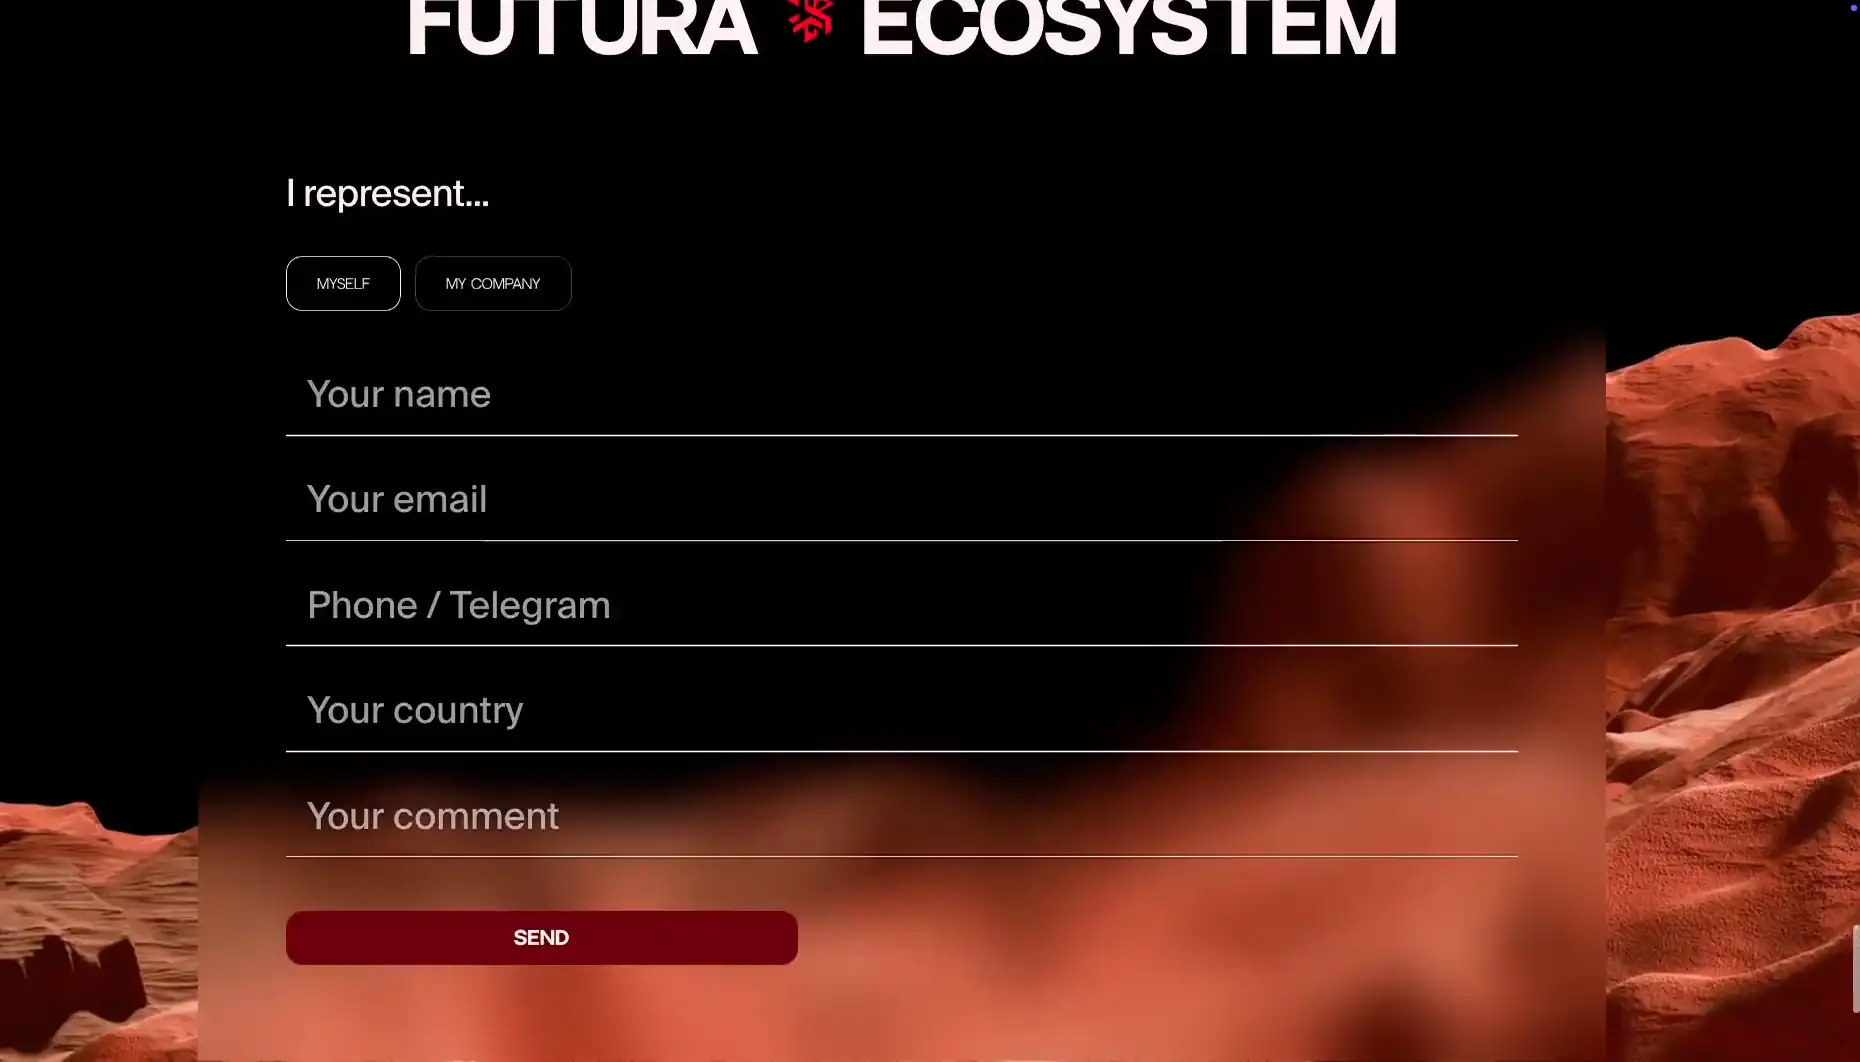 FUTURA ECOSYSTEM
I represent...
MYSELF MY COMPANY
Your name
Your email
Phone / Telegram
Your country
Your comment
SEND